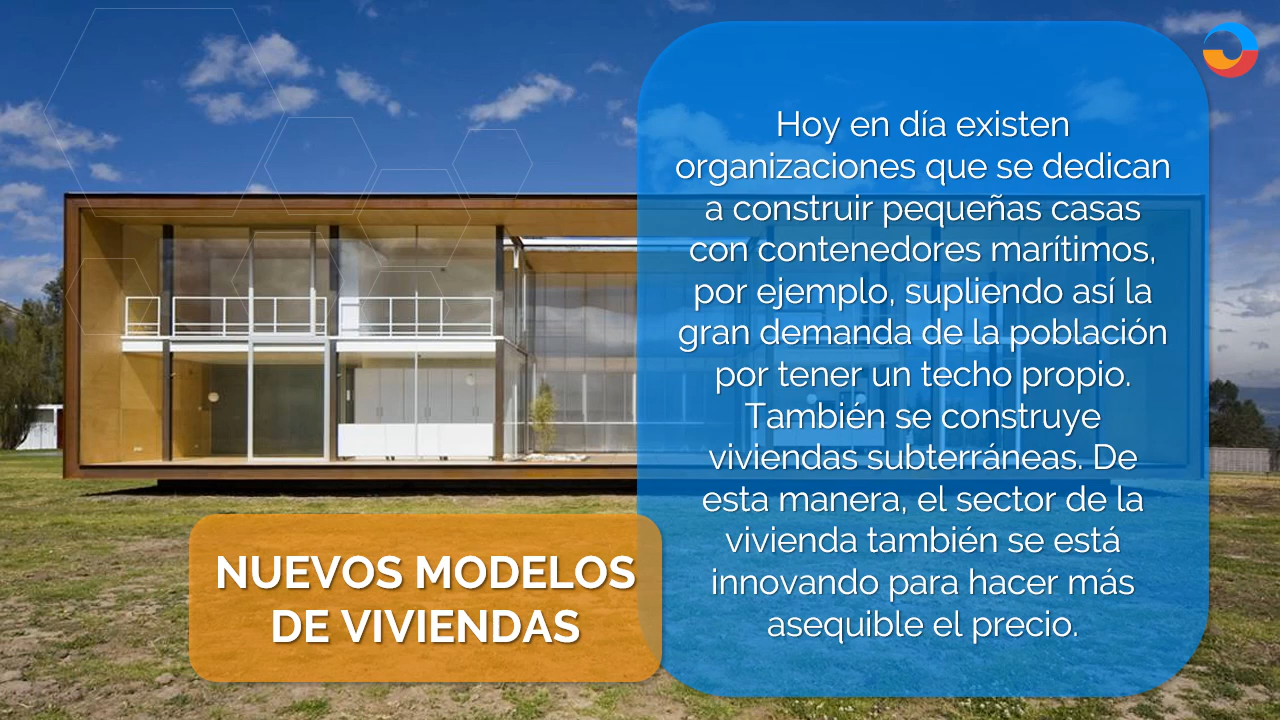 NUEVOS MODELOS
DE VIVIENDAS
Hoy en día existen
organizaciones que se dedican
a construir pequeñas casas
con contenedores marítimos,
por ejemplo, supliendo así la
gran demanda de la población
por tener un techo propio.
También se construye
viviendas subterráneas. De
esta manera, el sector de la
vivienda también se está
innovando para hacer más
asequible el precio.